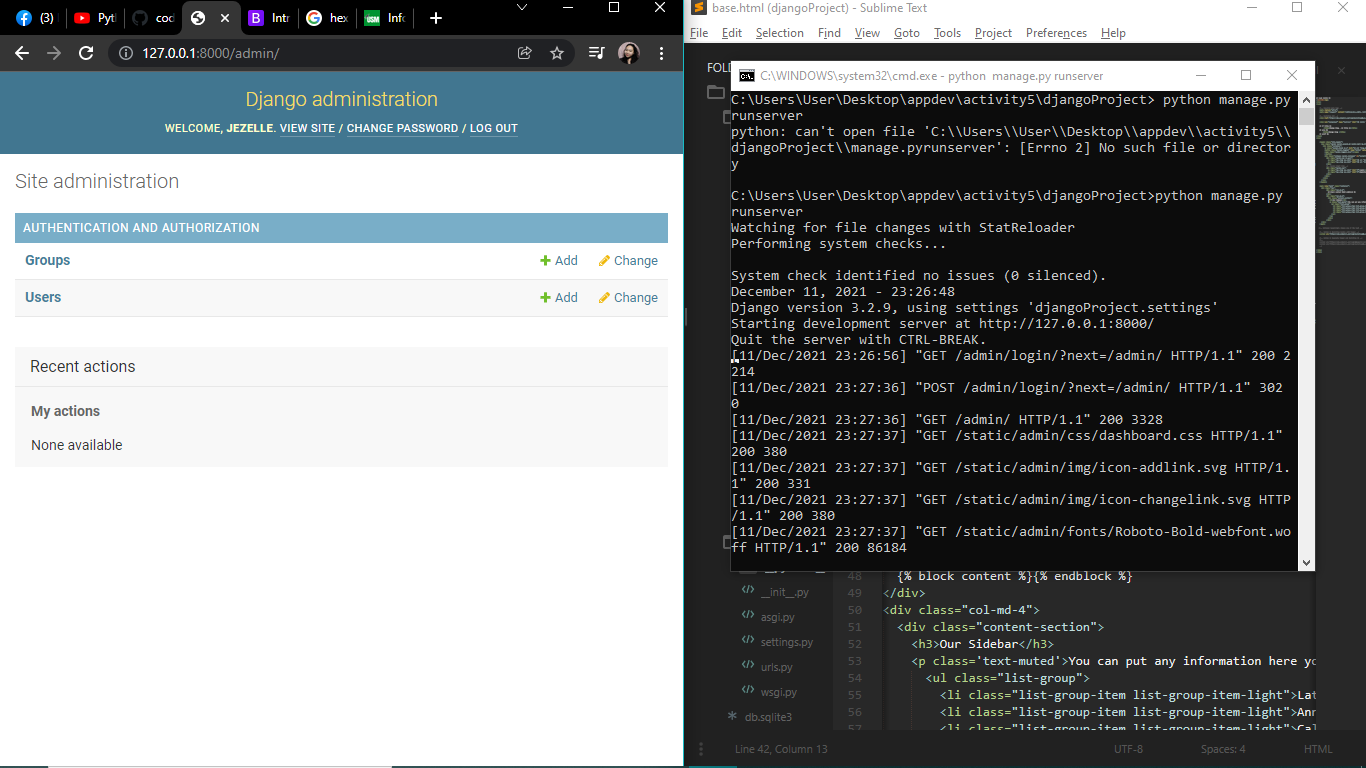 (3)
Pyt
cod
Intr
hex
Info
127.0.0.1:8000/admin/
Django administration
WELCOME, JEZELLE. VIEW SITE / CHANGE PASSWORD / LOG OUT
Site administration
AUTHENTICATION AND AUTHORIZATION
Groups
Add
Change
Users
Add
Change
Recent actions
My actions
None available
base.html (djangoProject) - Sublime Text
File Edit Selection Find View Goto Tools Project Preferences Help
FOL
C:\WINDOWS\system32\cmd.exe - python  manage.py runserver
C:\Users\User\Desktop\appdev\activity5\djangoProject> python manage.py
runserver
python: can't open file 'C:\\Users\\User\\Desktop\\appdev\\activity5\\
djangoProject\\manage.pyrunserver': [Errno 2] No such file or director
y
C:\Users\User\Desktop\appdev\activity5\djangoProject>python manage.py
runserver
Watching for file changes with StatReloader
Performing system checks...
System check identified no issues (0 silenced).
December 11, 2021 - 23:26:48
Django version 3.2.9, using settings 'djangoProject.settings'
Starting development server at http://127.0.0.1:8000/
Quit the server with CTRL-BREAK.
[11/Dec/2021 23:26:56] "GET /admin/login/?next=/admin/ HTTP/1.1" 200 2
214
[11/Dec/2021 23:27:36] "POST /admin/login/?next=/admin/ HTTP/1.1" 302
0
[11/Dec/2021 23:27:36] "GET /admin/ HTTP/1.1" 200 3328
[11/Dec/2021 23:27:37] "GET /static/admin/css/dashboard.css HTTP/1.1"
200 380
[11/Dec/2021 23:27:37] "GET /static/admin/img/icon-addlink.svg HTTP/1.
1" 200 331
[11/Dec/2021 23:27:37] "GET /static/admin/img/icon-changelink.svg HTTP
/1.1" 200 380
[11/Dec/2021 23:27:37] "GET /static/admin/fonts/Roboto-Bold-webfont.wo
ff HTTP/1.1" 200 86184
__init__.py
asgi.py
settings.py
urls.py
wsgi.py
db.sqlite3
48 {% block content %}{% endblock %}
49 </div>
50 <div class="col-md-4">
51 <div class="content-section">
52 <h3>Our Sidebar</h3>
53 <p class='text-muted'>You can put any information here yo
54 <ul class="list-group">
55 <li class="list-group-item list-group-item-light">Lat
56 <li class="list-group-item list-group-item-light">Ann
57 <li class="list-group-item list-group-item-light">Cal
Line 42, Column 13
UTF-8
Spaces: 4
HTML